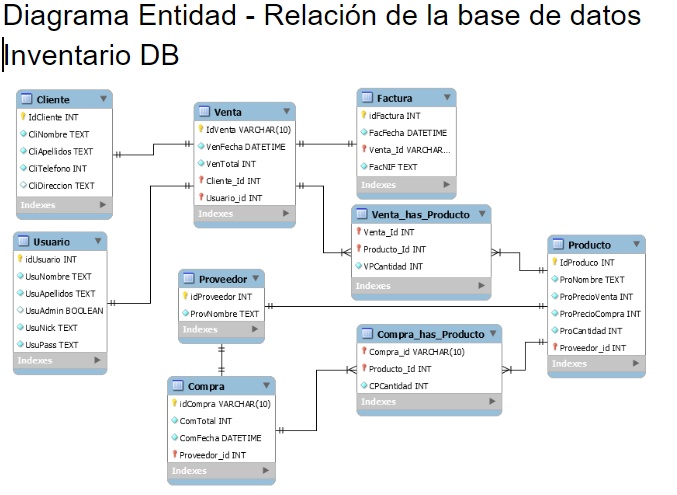 Diagrama Entidad - Relación de la base de datos
Inventario DB
Cliente
IdCliente INT
CliNombre TEXT
CliApellidos TEXT
CliTelefono INT
CliDireccion TEXT
Indexes
Venta
IdVenta VARCHAR(10)
VenFecha DATETIME
VenTotal INT
Cliente_Id INT
Usuario_id INT
Indexes
Factura
idFactura INT
FacFecha DATETIME
Venta_Id VARCHAR...
FacNIF TEXT
Indexes
Usuario
idUsuario INT
UsuNombre TEXT
UsuApellidos TEXT
UsuAdmin BOOLEAN
UsuNick TEXT
UsuPass TEXT
Indexes
Venta_has_Producto
Venta_Id INT
Producto_Id INT
VPCantidad INT
Indexes
Producto
IdProduco INT
ProNombre TEXT
ProPrecioVenta INT
ProPrecioCompra INT
ProCantidad INT
Proveedor_id INT
Indexes
Proveedor
idProveedor INT
ProvNombre TEXT
Indexes
Compra_has_Producto
Compra_id VARCHAR(10)
Producto_Id INT
CPCantidad INT
Indexes
Compra
idCompra VARCHAR(10)
ComTotal INT
ComFecha DATETIME
Proveedor_id INT
Indexes